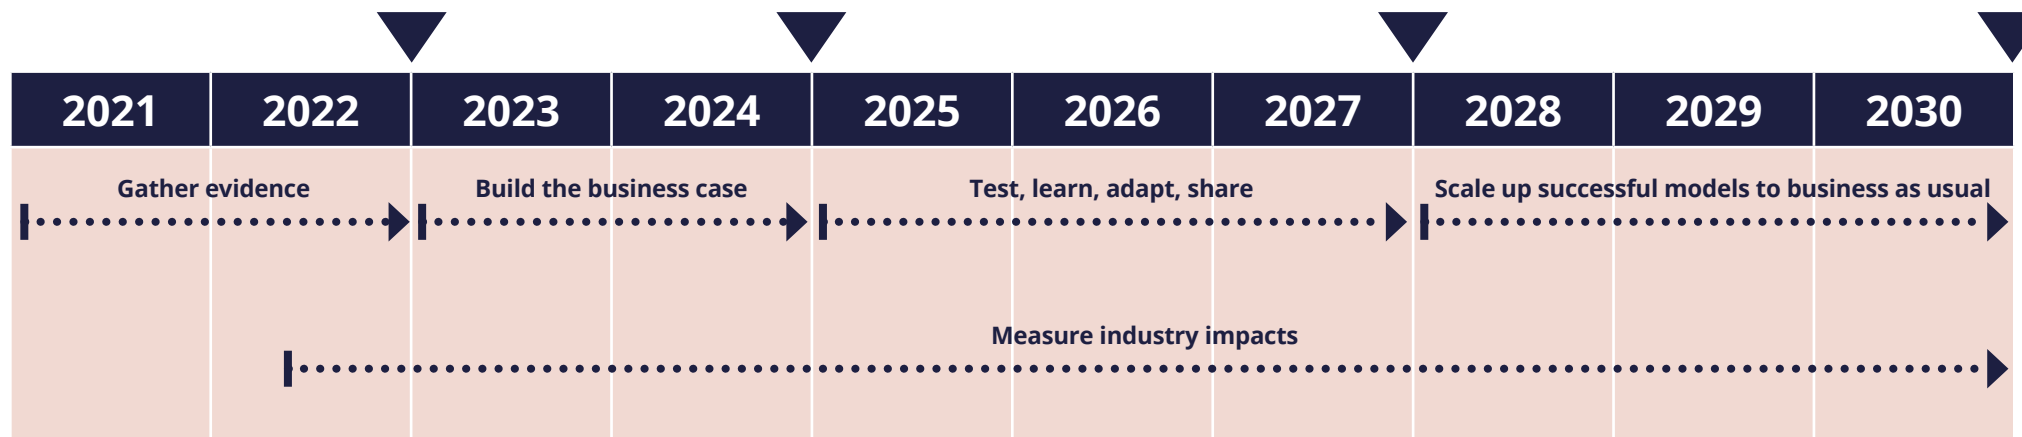 2021 2022 2023 2024 2025 2026 2027 2028 2029 2030
Gather evidence Build the business case Test, learn, adapt, share Scale up successful models to business as usual
Measure industry impacts